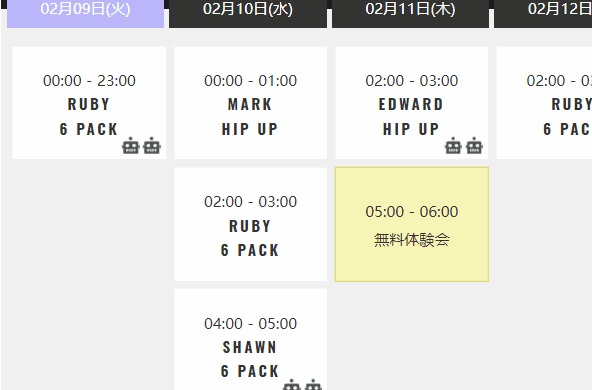 02月09日(火)
02月10日(水)
02月11日(木)
02月12日
00:00 - 23:00
RUBY
6 PACK
00:00 - 01:00
MARK
HIP UP
02:00 - 03:00
RUBY
6 PACK
04:00 - 05:00
SHAWN
6 PACK
02:00 - 03:00
EDWARD
HIP UP
05:00 - 06:00
無料体験会
02:00 - 03
RUBY
6 PAC